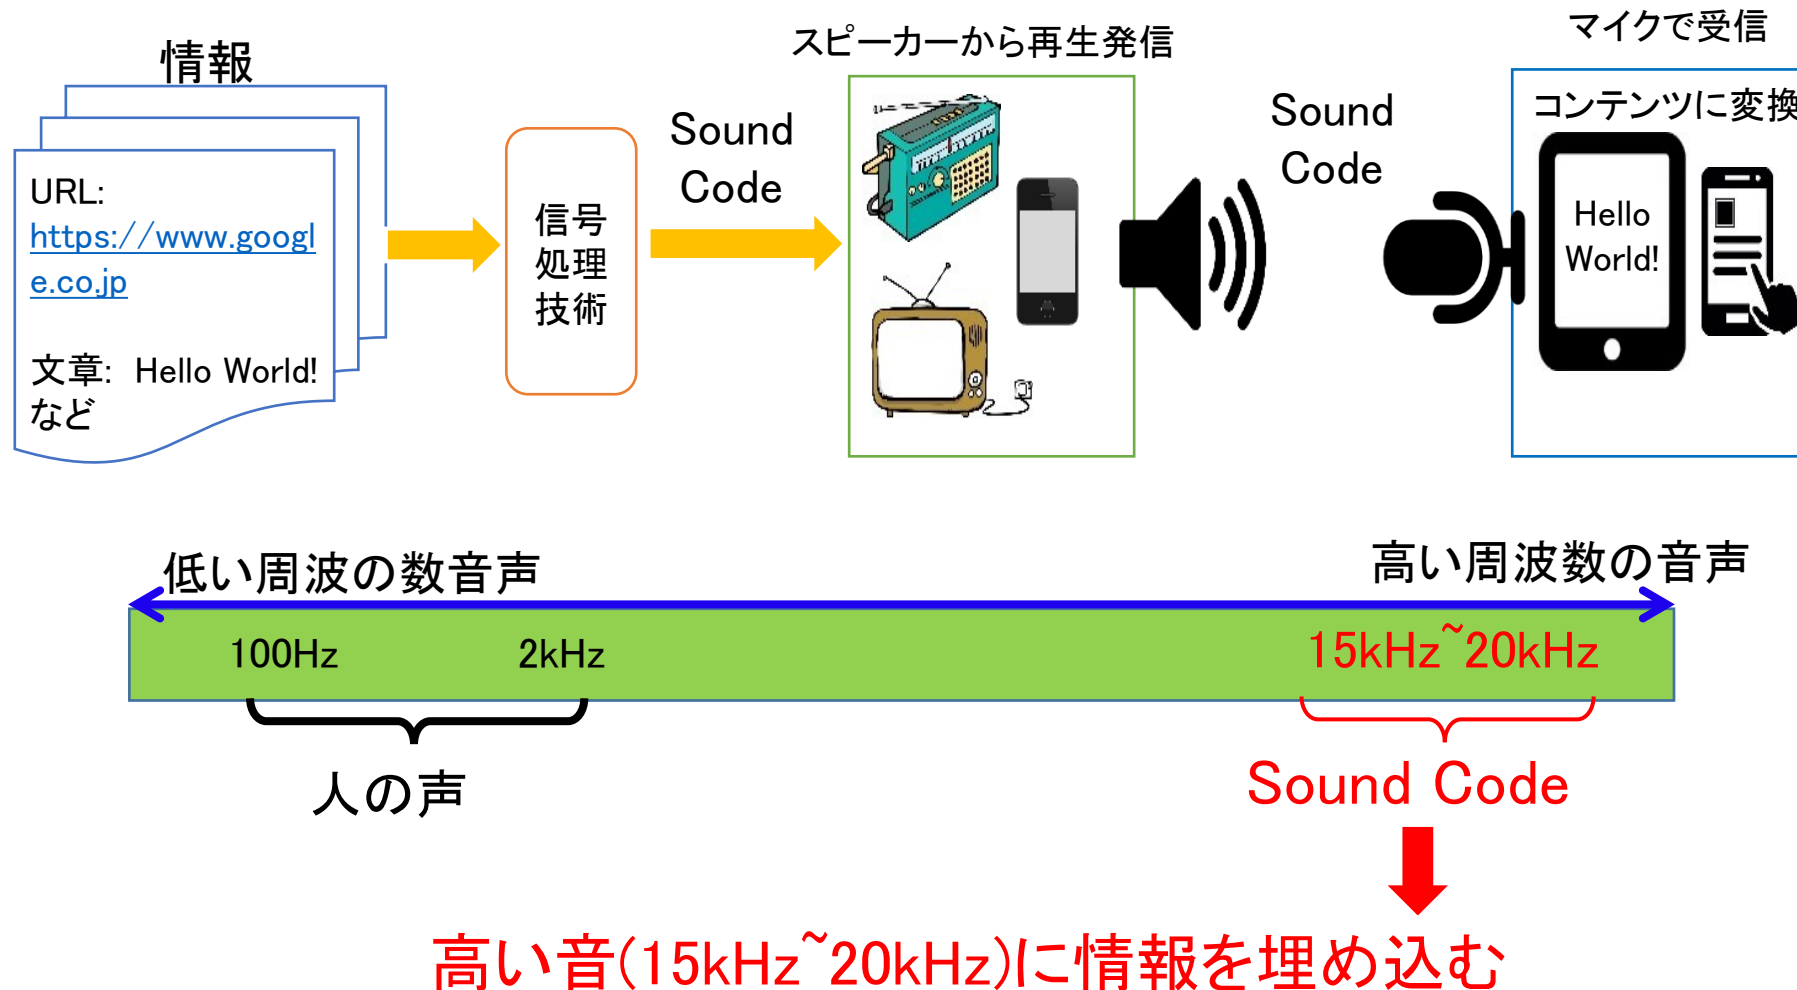 情報
URL:
https://www.googl
e.co.jp
文章: Hello World!
など
信号
処理
技術
Sound
Code
スピーカーから再生発信
Sound
Code
マイクで受信
コンテンツに変換
Hello
World!
低い周波の数音声
高い周波数の音声
100Hz
2kHz
15kHz~20kHz
人の声
Sound Code
高い音(15kHz~20kHz)に情報を埋め込む